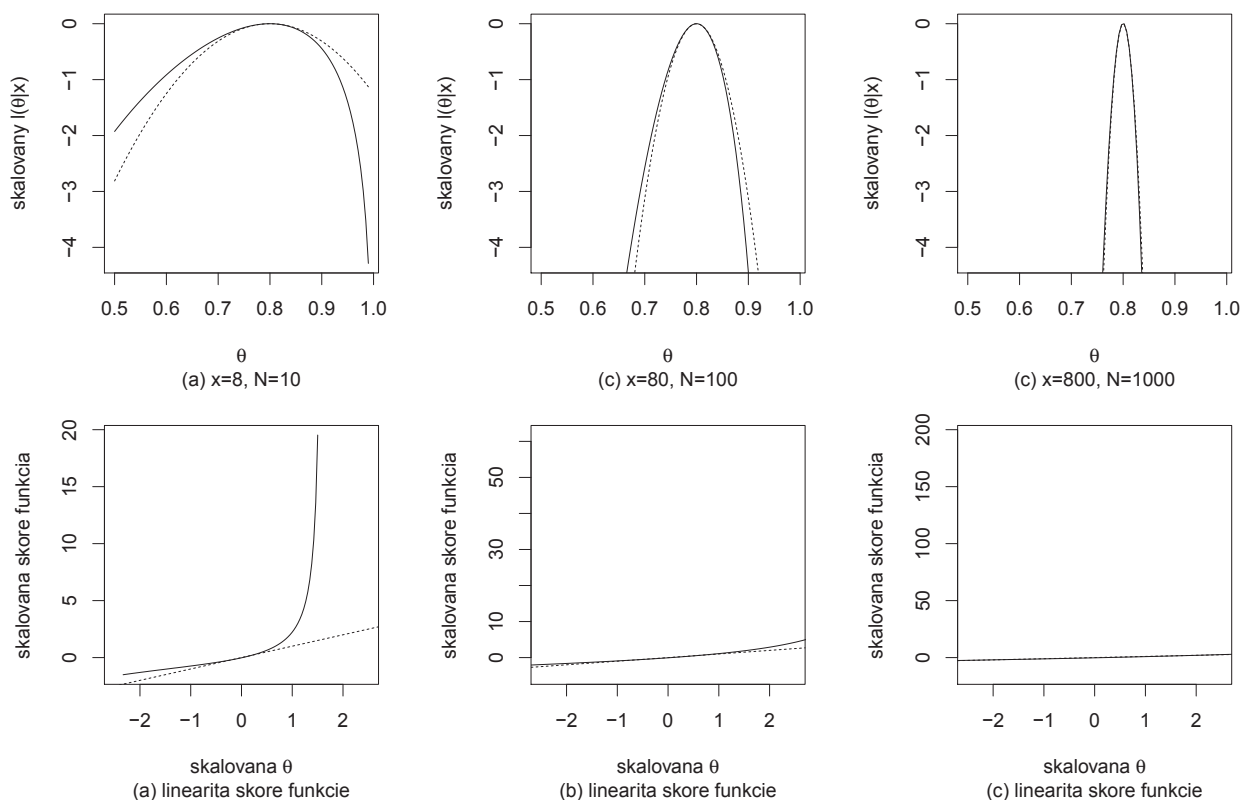 skalovany l(θ|x)
0
−1
−2
−3
−4
0.5 0.6 0.7 0.8 0.9 1.0
θ
(a) x=8, N=10
skalovany l(θ|x)
0
−1
−2
−3
−4
0.5 0.6 0.7 0.8 0.9 1.0
θ
(c) x=80, N=100
skalovany l(θ|x)
0
−1
−2
−3
−4
0.5 0.6 0.7 0.8 0.9 1.0
θ
(c) x=800, N=1000
skalovana skore funkcia
20
15
10
5
0
−2 −1 0 1 2
skalovana θ
(a) linearita skore funkcie
skalovana skore funkcia
50
30
10
0
−2 −1 0 1 2
skalovana θ
(b) linearita skore funkcie
skalovana skore funkcia
200
150
100
50
0
−2 −1 0 1 2
skalovana θ
(c) linearita skore funkcie